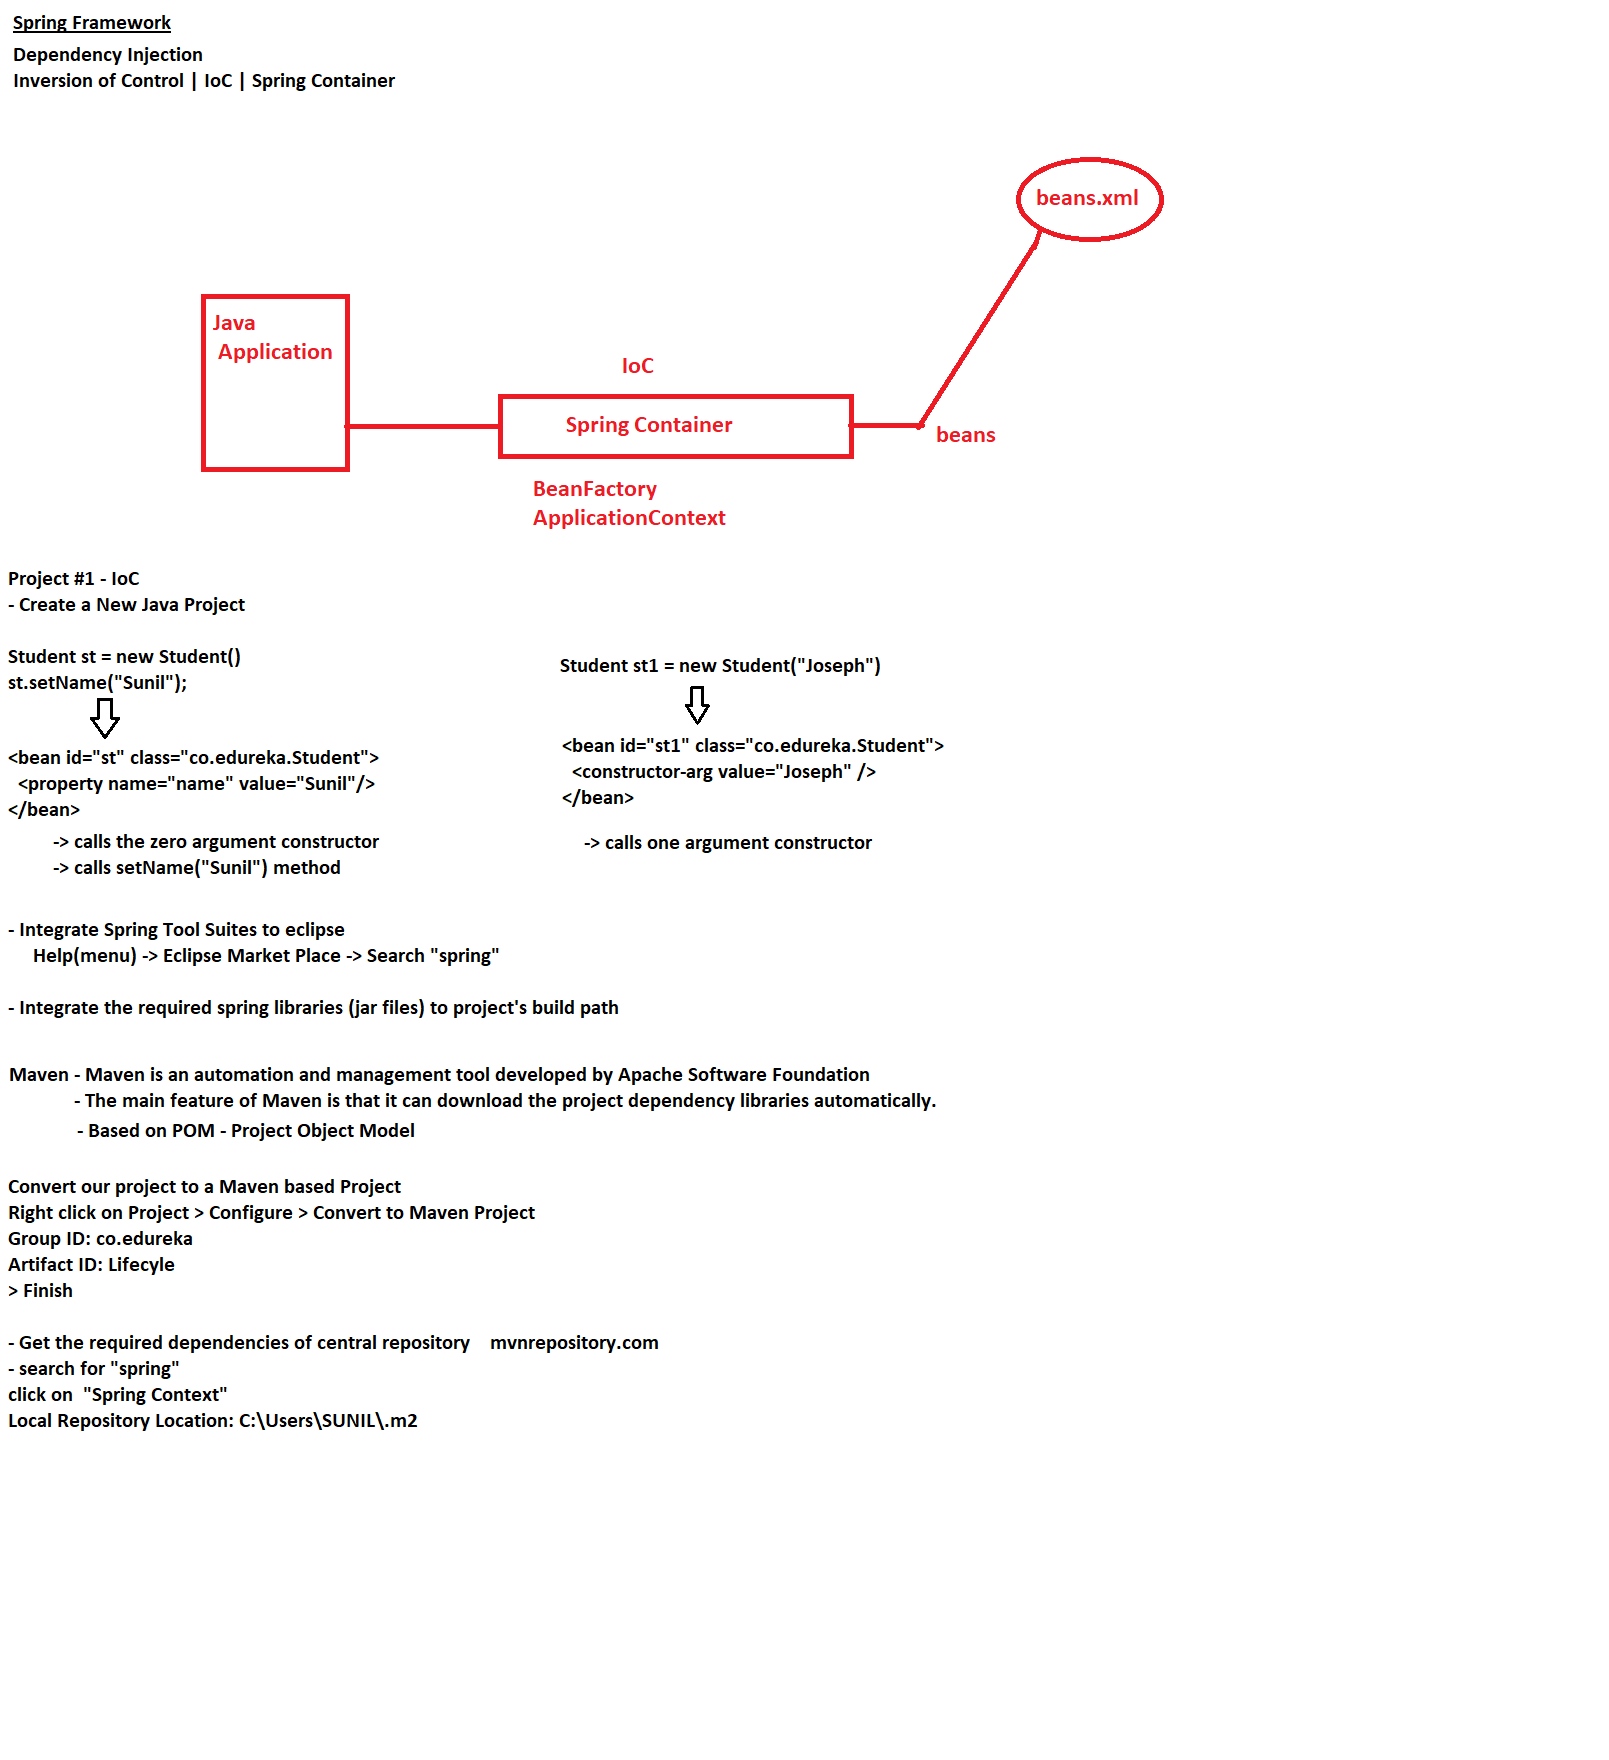 Spring Framework
Dependency Injection
Inversion of Control | IoC | Spring Container
beans.xml
Java
Application
IoC
Spring Container
beans
BeanFactory
ApplicationContext
Project #1 - IoC
- Create a New Java Project
Student st = new Student()
st.setName("Sunil");
<bean id="st" class="co.edureka.Student">
<property name="name" value="Sunil"/>
</bean>
-> calls the zero argument constructor
-> calls setName("Sunil") method
Student st1 = new Student("Joseph")
<bean id="st1" class="co.edureka.Student">
<constructor-arg value="Joseph" />
</bean>
-> calls one argument constructor
- Integrate Spring Tool Suites to eclipse
Help(menu) -> Eclipse Market Place -> Search "spring"
- Integrate the required spring libraries (jar files) to project's build path
Maven - Maven is an automation and management tool developed by Apache Software Foundation
- The main feature of Maven is that it can download the project dependency libraries automatically.
- Based on POM - Project Object Model
Convert our project to a Maven based Project
Right click on Project > Configure > Convert to Maven Project
Group ID: co.edureka
Artifact ID: Lifecyle
> Finish
- Get the required dependencies of central repository mvnrepository.com
- search for "spring"
click on "Spring Context"
Local Repository Location: C:\Users\SUNIL\.m2